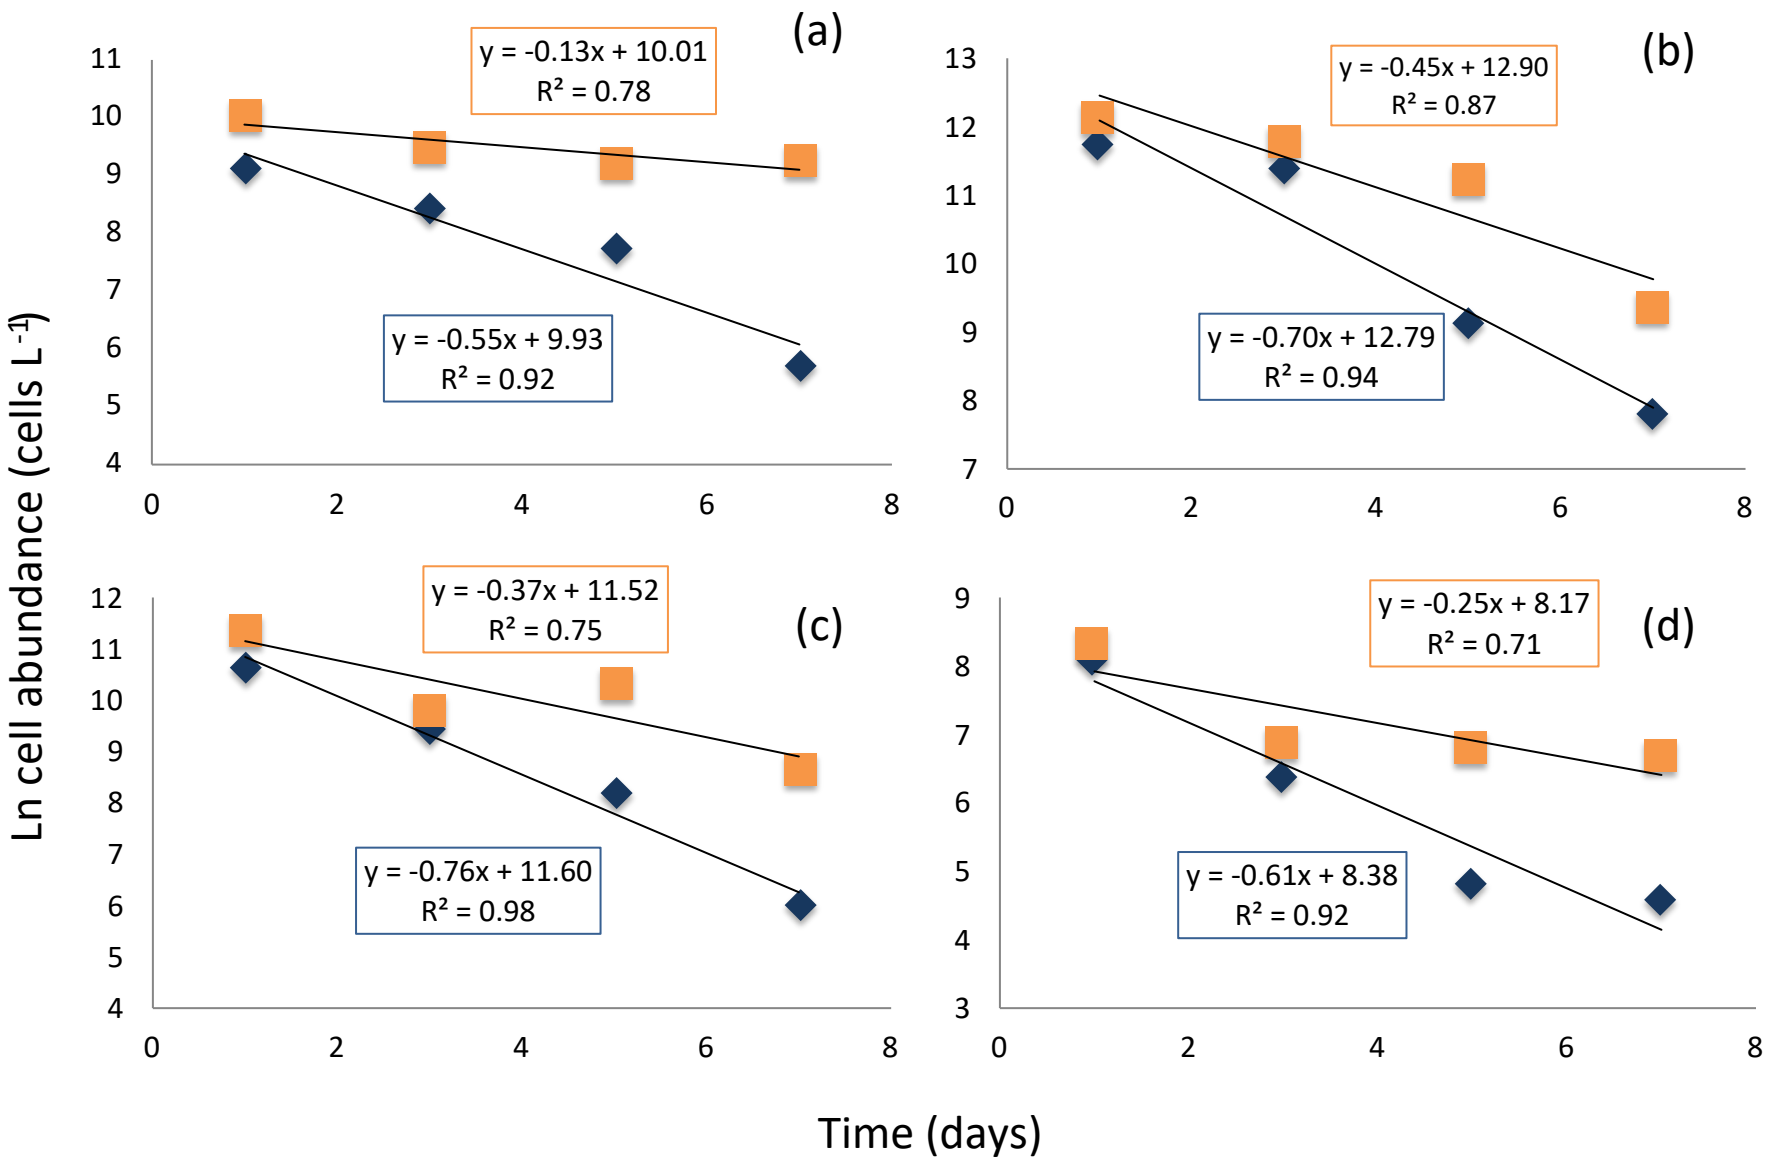 (a)
y = -0.13x + 10.01
R² = 0.78
11
10
9
8
7
6
5
4
y = -0.55x + 9.93
R² = 0.92
0 2 4 6 8
(b)
y = -0.45x + 12.90
R² = 0.87
13
12
11
10
9
8
7
y = -0.70x + 12.79
R² = 0.94
0 2 4 6 8
Ln cell abundance (cells L⁻¹)
(c)
y = -0.37x + 11.52
R² = 0.75
12
11
10
9
8
7
6
5
4
y = -0.76x + 11.60
R² = 0.98
0 2 4 6 8
(d)
y = -0.25x + 8.17
R² = 0.71
9
8
7
6
5
4
3
y = -0.61x + 8.38
R² = 0.92
0 2 4 6 8
Time (days)